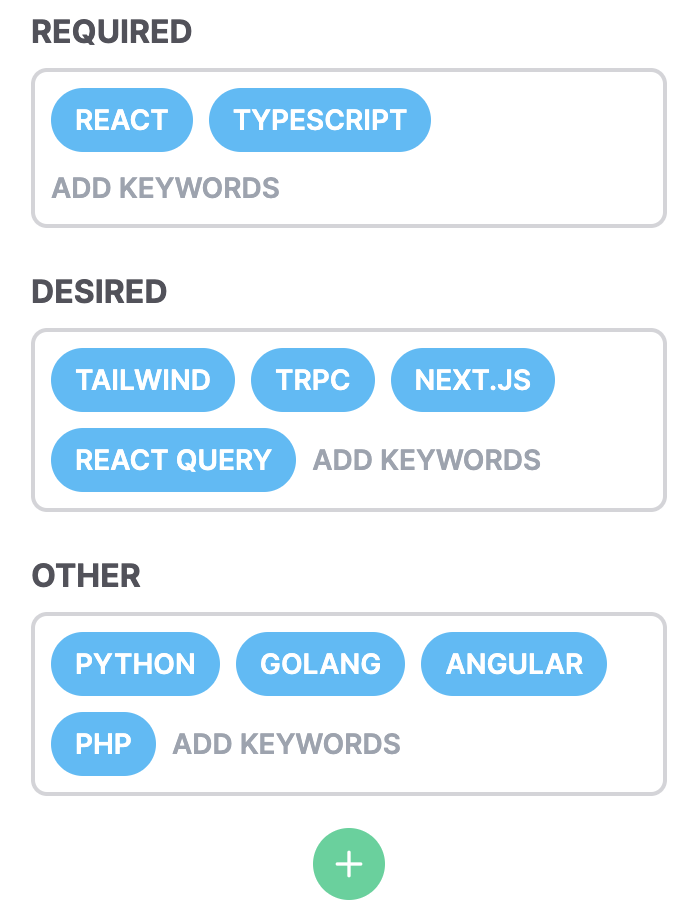 REQUIRED
REACT TYPESCRIPT
ADD KEYWORDS
DESIRED
TAILWIND TRPC NEXT.JS
REACT QUERY ADD KEYWORDS
OTHER
PYTHON GOLANG ANGULAR
PHP ADD KEYWORDS
+